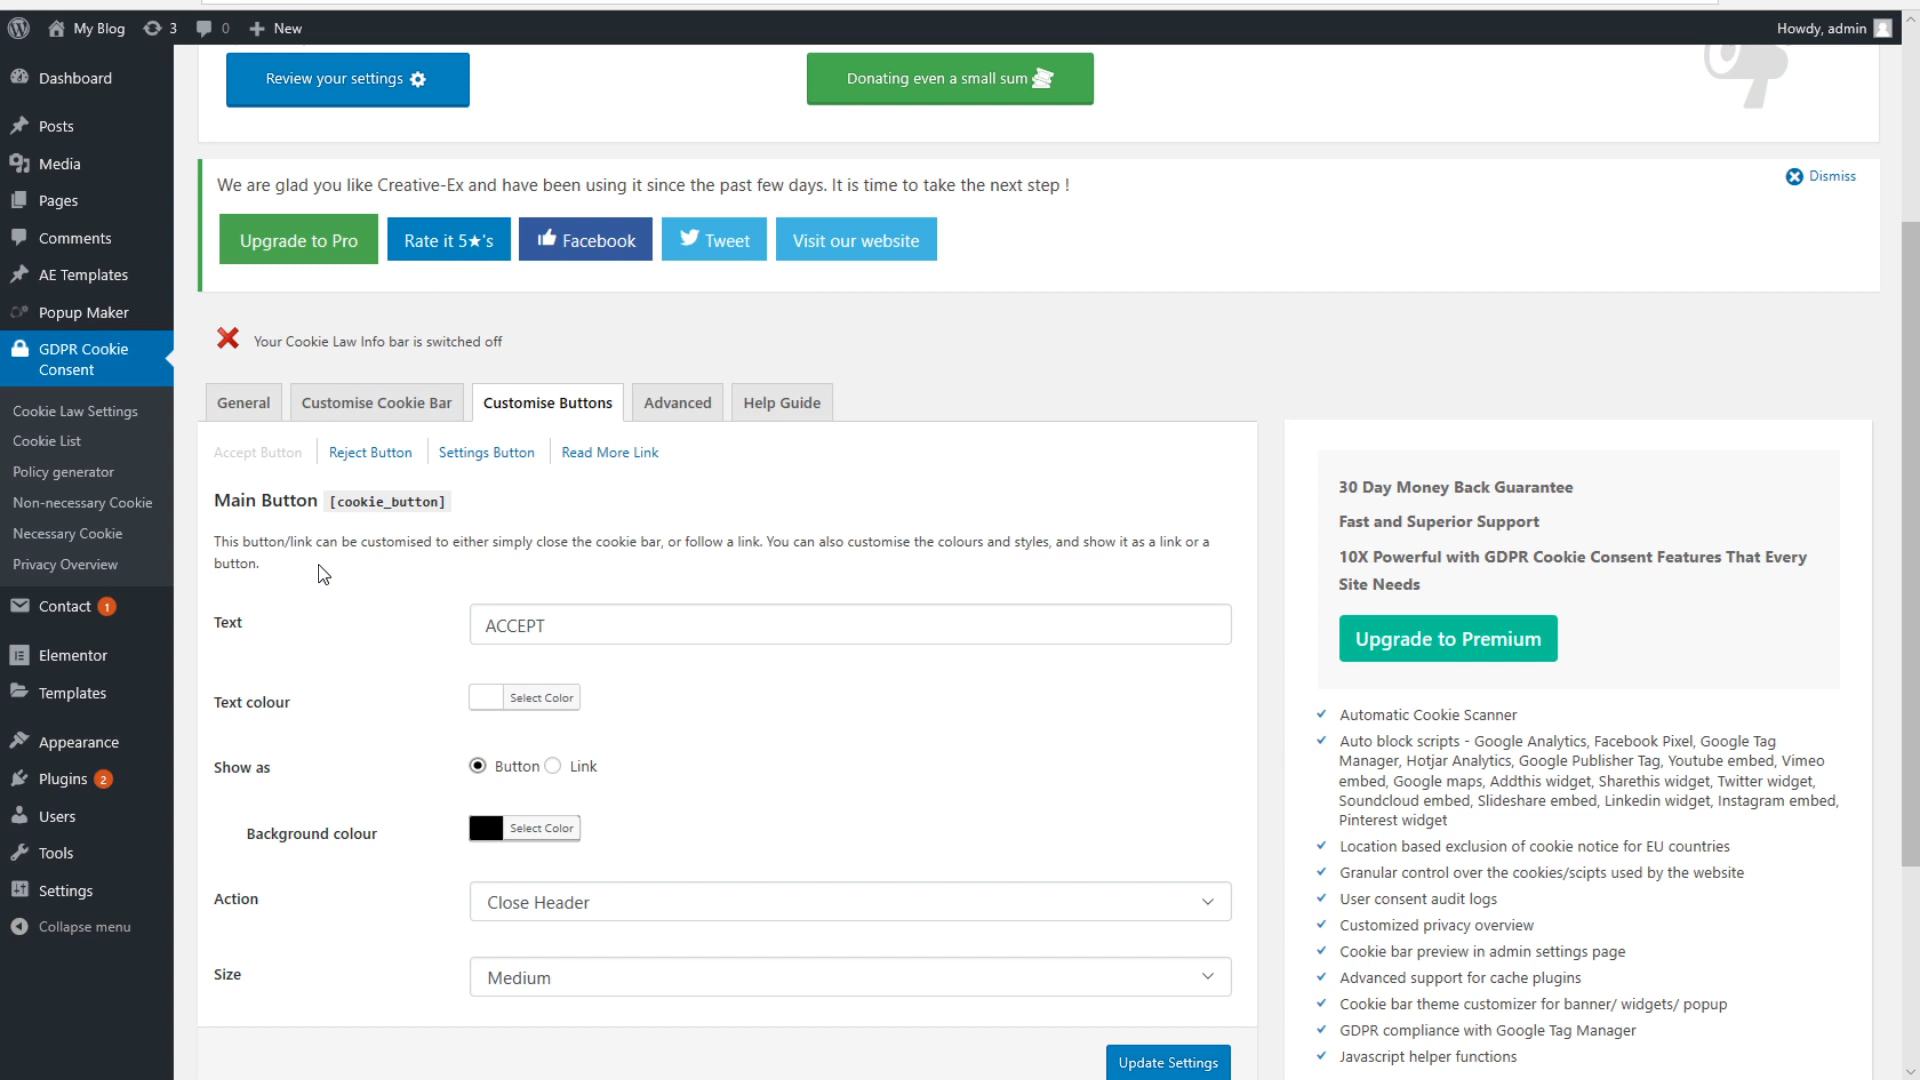 My Blog 3 0 New Howdy, admin
Dashboard
Posts
Media
Pages
Comments
AE Templates
Popup Maker
GDPR Cookie
Consent
Cookie Law Settings
Cookie List
Policy generator
Non-necessary Cookie
Necessary Cookie
Privacy Overview
Contact 1
Elementor
Templates
Appearance
Plugins 2
Users
Tools
Settings
Collapse menu
Review your settings
Donating even a small sum
We are glad you like Creative-Ex and have been using it since the past few days. It is time to take the next step !
Dismiss
Upgrade to Pro
Rate it 5★'s
Facebook
Tweet
Visit our website
Your Cookie Law Info bar is switched off
General
Customise Cookie Bar
Customise Buttons
Advanced
Help Guide
Accept Button
Reject Button
Settings Button
Read More Link
Main Button [cookie_button]
This button/link can be customised to either simply close the cookie bar, or follow a link. You can also customise the colours and styles, and show it as a link or a
button.
Text
ACCEPT
Text colour
Select Color
Show as
Button Link
Background colour
Select Color
Action
Close Header
Size
Medium
Update Settings
30 Day Money Back Guarantee
Fast and Superior Support
10X Powerful with GDPR Cookie Consent Features That Every
Site Needs
Upgrade to Premium
Automatic Cookie Scanner
Auto block scripts - Google Analytics, Facebook Pixel, Google Tag
Manager, Hotjar Analytics, Google Publisher Tag, Youtube embed, Vimeo
embed, Google maps, Addthis widget, Sharethis widget, Twitter widget,
Soundcloud embed, Slideshare embed, Linkedin widget, Instagram embed,
Pinterest widget
Location based exclusion of cookie notice for EU countries
Granular control over the cookies/scipts used by the website
User consent audit logs
Customized privacy overview
Cookie bar preview in admin settings page
Advanced support for cache plugins
Cookie bar theme customizer for banner/ widgets/ popup
GDPR compliance with Google Tag Manager
Javascript helper functions